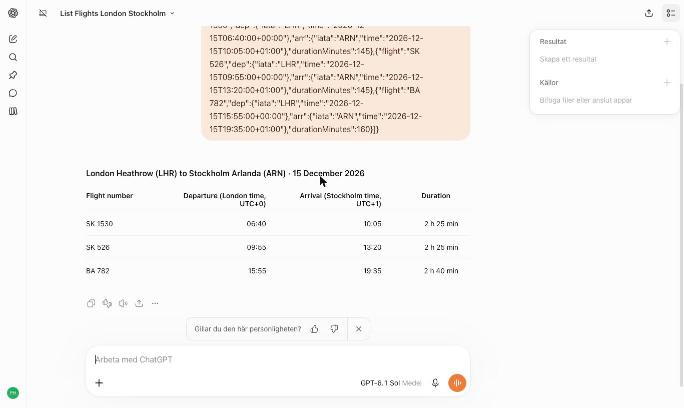 List Flights London Stockholm
15T06:40:00+00:00"},"arr":{"iata":"ARN","time":"2026-12-
15T10:05:00+01:00"},"durationMinutes":145},{"flight":"SK
526","dep":{"iata":"LHR","time":"2026-12-
15T09:55:00+00:00"},"arr":{"iata":"ARN","time":"2026-12-
15T13:20:00+01:00"},"durationMinutes":145},{"flight":"BA
782","dep":{"iata":"LHR","time":"2026-12-
15T15:55:00+00:00"},"arr":{"iata":"ARN","time":"2026-12-
15T19:35:00+01:00"},"durationMinutes":160}]}
Resultat
Skapa ett resultat
Källor
Bifoga filer eller anslut appar
London Heathrow (LHR) to Stockholm Arlanda (ARN) · 15 December 2026
Flight number Departure (London time, UTC+0) Arrival (Stockholm time, UTC+1) Duration
SK 1530 06:40 10:05 2 h 25 min
SK 526 09:55 13:20 2 h 25 min
BA 782 15:55 19:35 2 h 40 min
Gillar du den här personligheten?
Arbeta med ChatGPT
GPT-6.1 Sol Medel